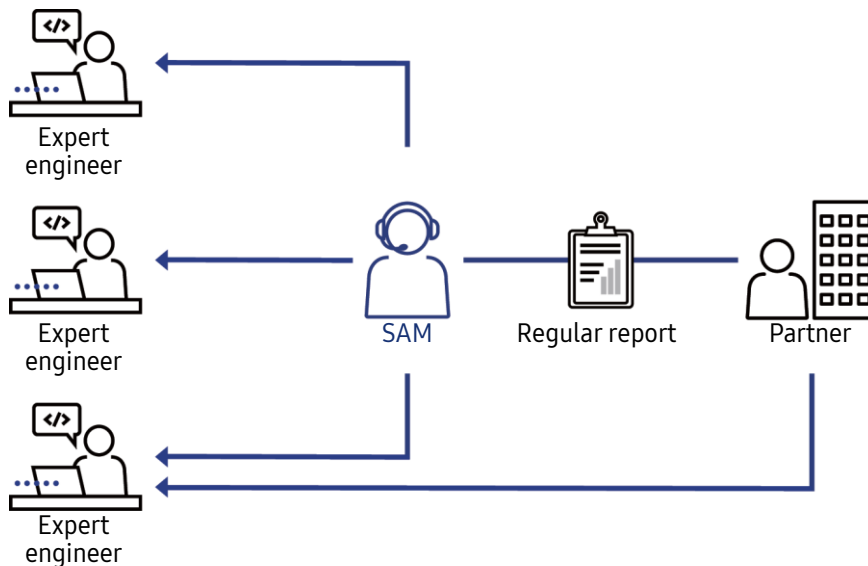 </>
Expert
engineer
</>
Expert
engineer
SAM
Regular report
Partner
</>
Expert
engineer